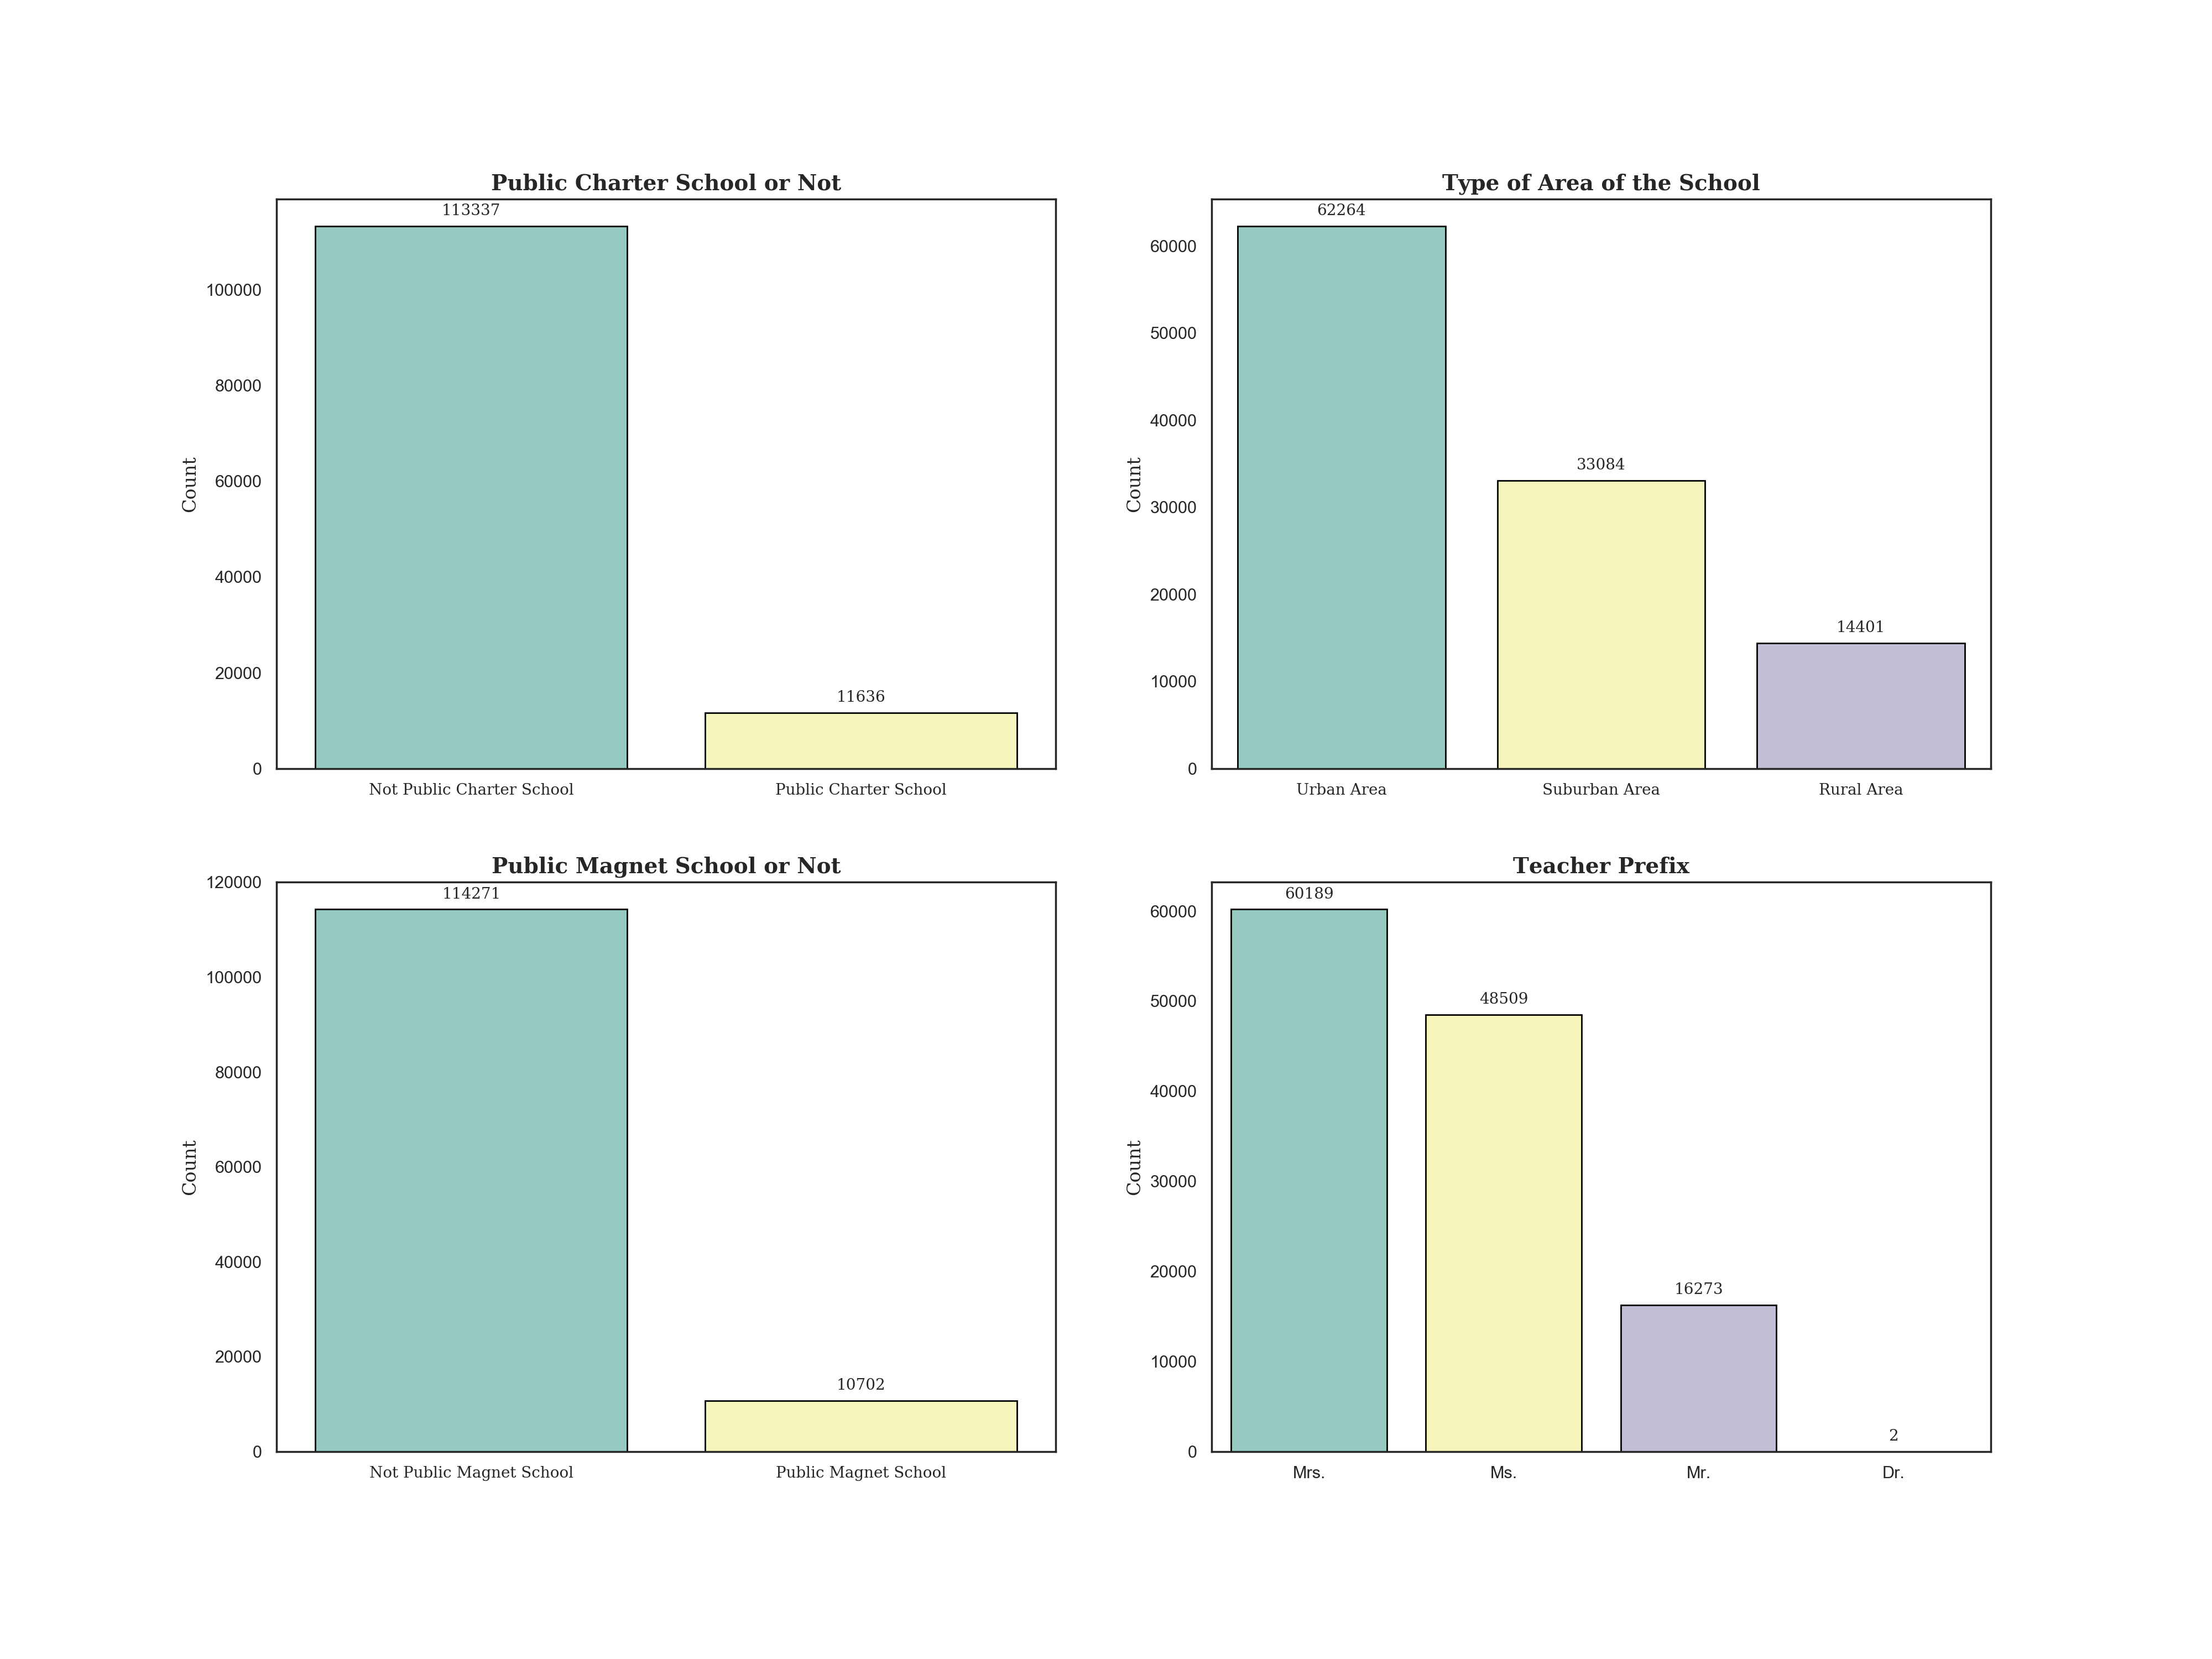 Public Charter School or Not
113337
100000
80000
60000
40000
20000
0
Count
11636
Not Public Charter School
Public Charter School
Type of Area of the School
62264
60000
50000
40000
30000
20000
10000
0
Count
33084
14401
Urban Area
Suburban Area
Rural Area
Public Magnet School or Not
120000
114271
100000
80000
60000
40000
20000
0
Count
10702
Not Public Magnet School
Public Magnet School
Teacher Prefix
60189
60000
50000
40000
30000
20000
10000
0
Count
48509
16273
2
Mrs.
Ms.
Mr.
Dr.